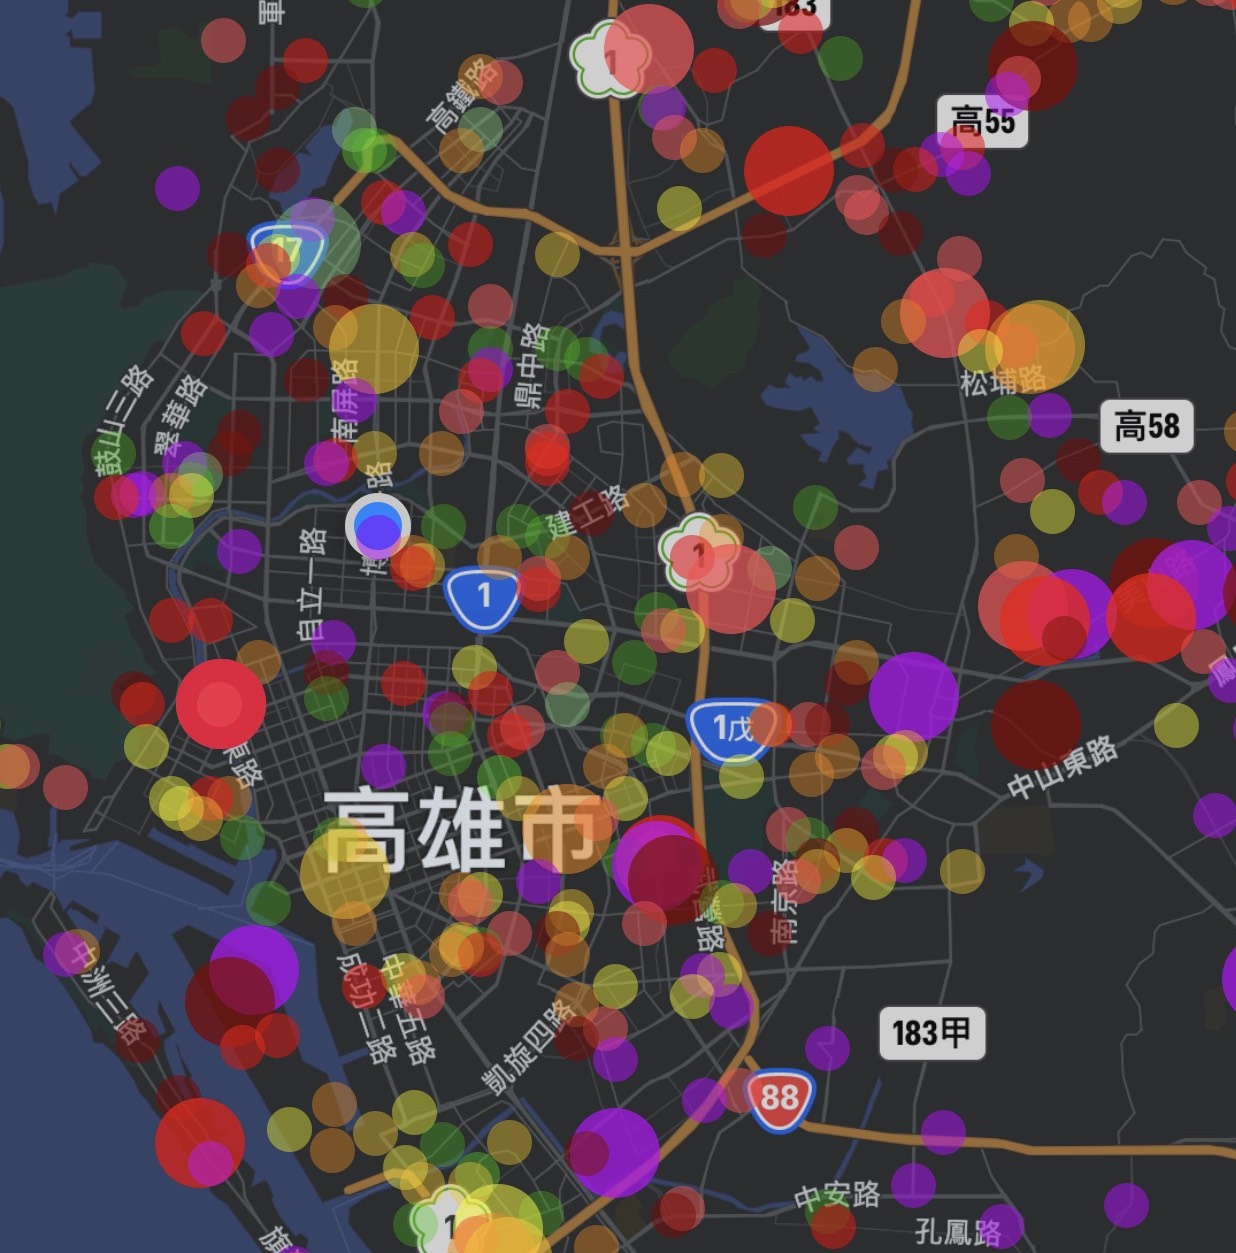 183
1
高鐵路
高55
17
鼎中路
松埔路
鼓山三路
翠華路
南屏路
高58
路
建工路
1
自立一路
1
1戊
東路
中山東路
高雄市
南京路
路
中洲三路
成功二路
中華五路
凱旋四路
183甲
88
中安路
孔鳳路
1